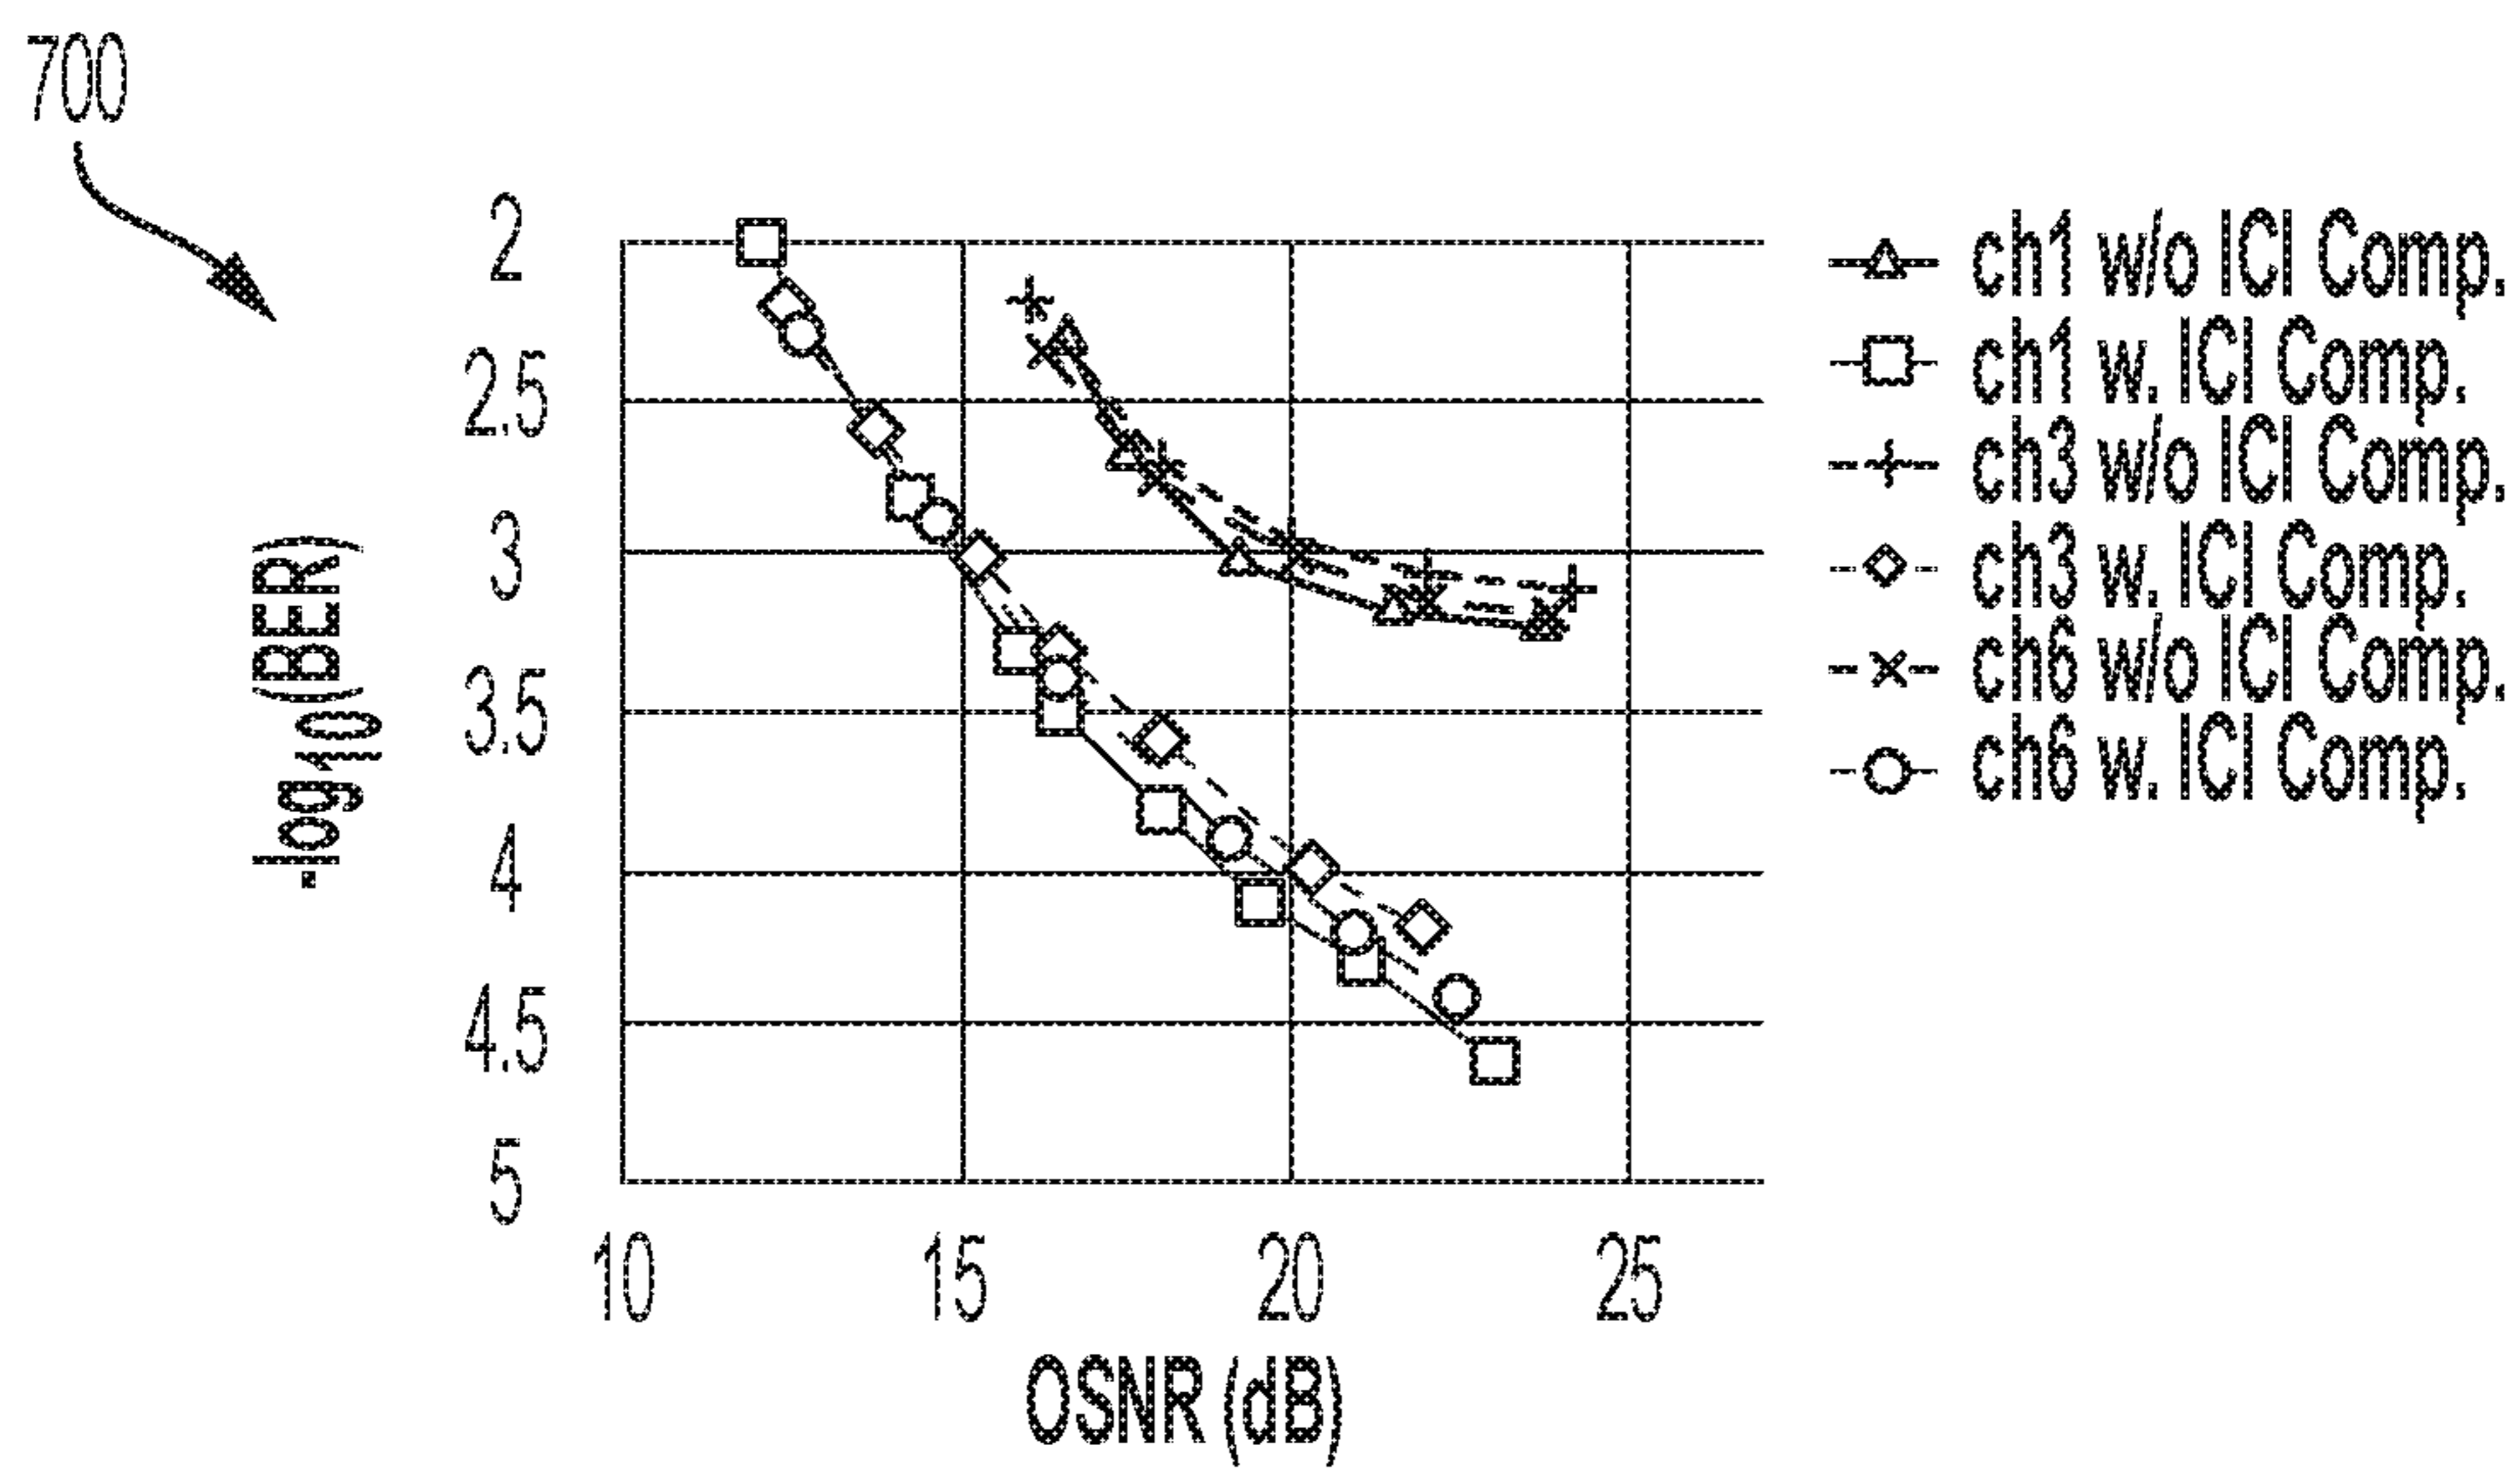 700
2
2.5
3
3.5
4
4.5
5
-log10(BER)
10 15 20 25
OSNR (dB)
ch1 w/o ICI Comp.
ch1 w. ICI Comp.
ch3 w/o ICI Comp.
ch3 w. ICI Comp.
ch6 w/o ICI Comp.
ch6 w. ICI Comp.